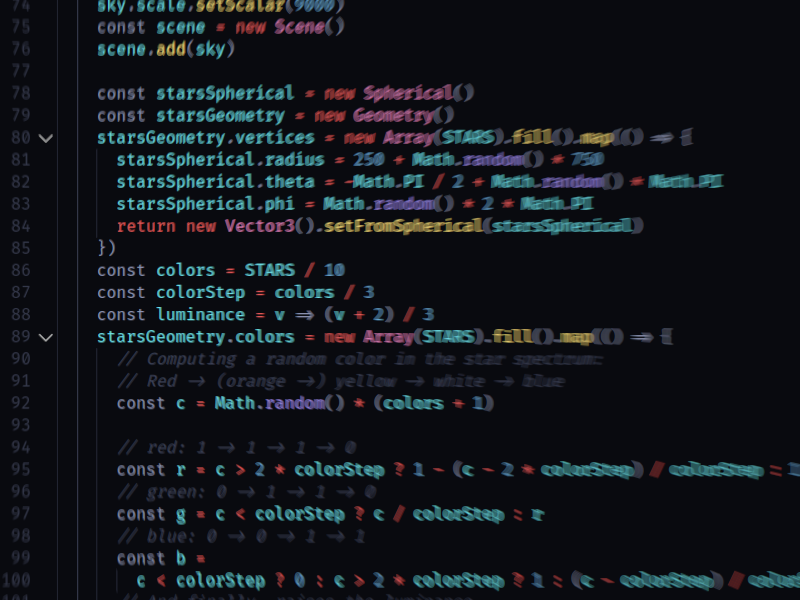 74 sky.scale.setScalar(9000)
75 const scene = new Scene()
76 scene.add(sky)
77
78 const starsSpherical = new Spherical()
79 const starsGeometry = new Geometry()
80 starsGeometry.vertices = new Array(STARS).fill().map(() => {
81 starsSpherical.radius = 250 + Math.random() * 750
82 starsSpherical.theta = -Math.PI / 2 + Math.random() * Math.PI
83 starsSpherical.phi = Math.random() * 2 * Math.PI
84 return new Vector3().setFromSpherical(starsSpherical)
85 })
86 const colors = STARS / 10
87 const colorStep = colors / 3
88 const luminance = v => (v + 2) / 3
89 starsGeometry.colors = new Array(STARS).fill().map(() => {
90 // Computing a random color in the star spectrum:
91 // Red -> (orange ->) yellow -> white -> blue
92 const c = Math.random() * (colors + 1)
93
94 // red: 1 -> 1 -> 1 -> 0
95 const r = c > 2 * colorStep ? 1 - (c - 2 * colorStep) / colorStep : 1
96 // green: 0 -> 1 -> 1 -> 0
97 const g = c < colorStep ? c / colorStep : r
98 // blue: 0 -> 0 -> 1 -> 1
99 const b =
100 c < colorStep ? 0 : c > 2 * colorStep ? 1 : (c - colorStep) /